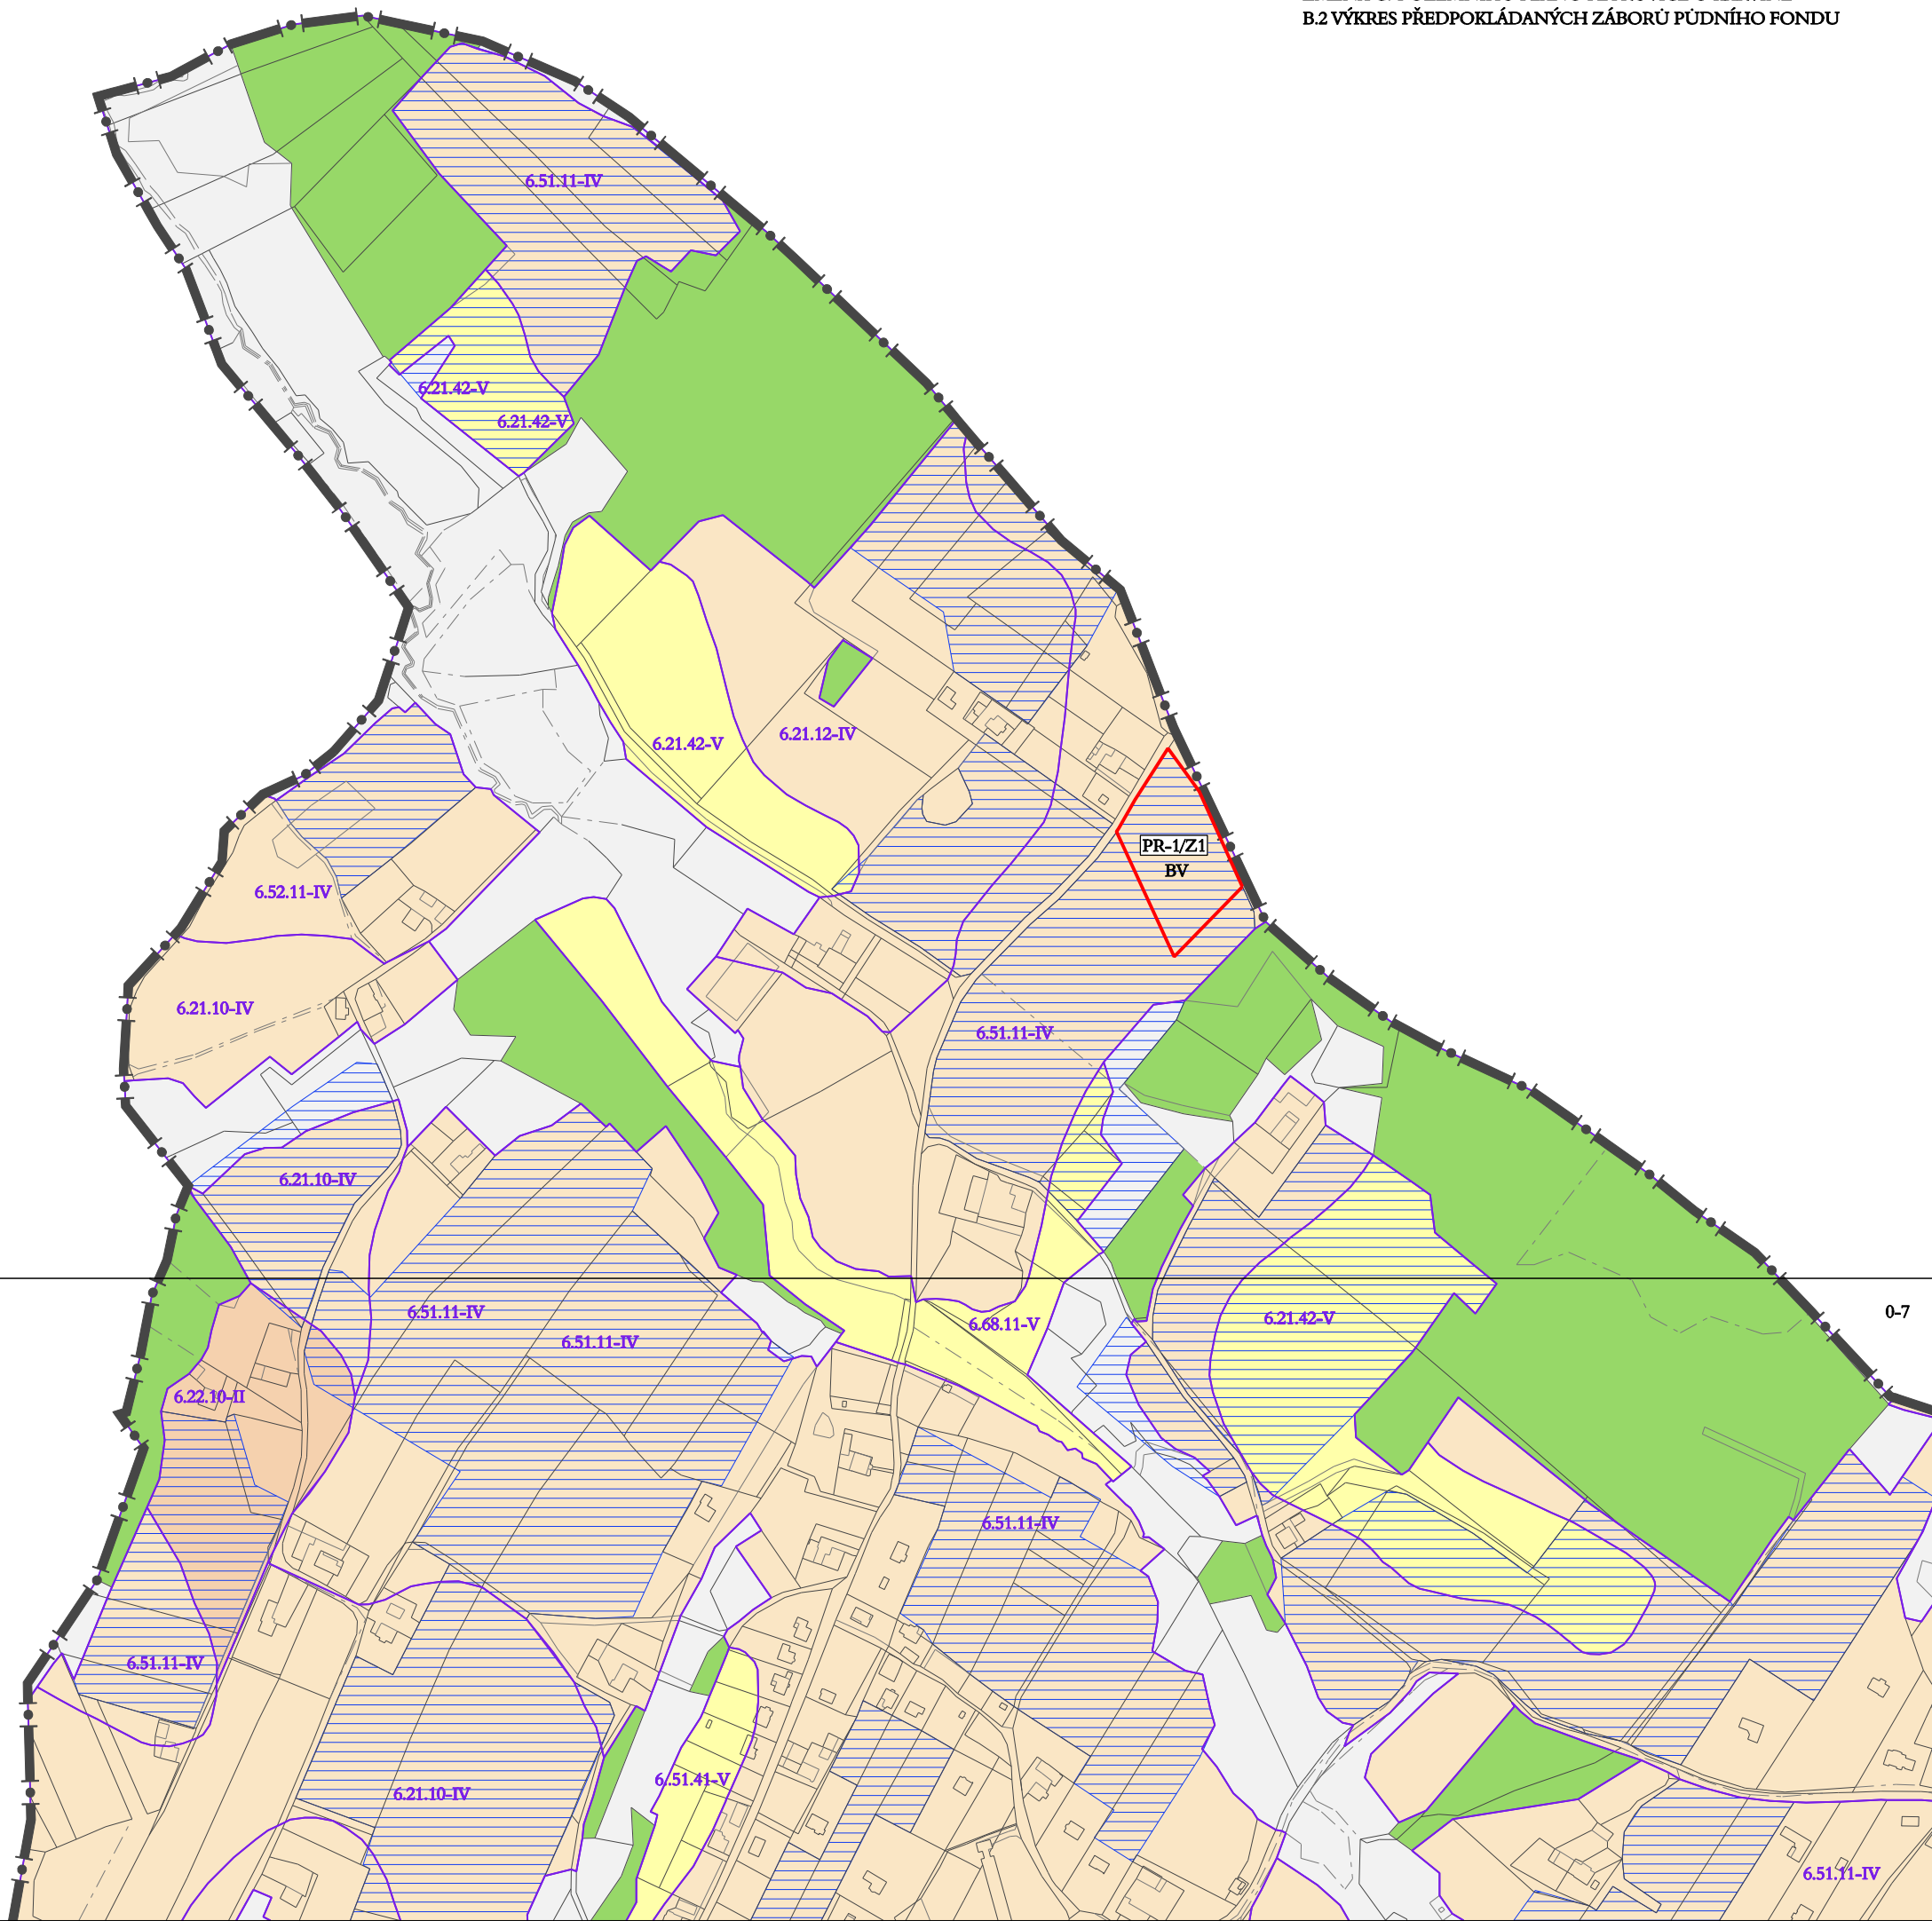 B.2 VÝKRES PŘEDPOKLÁDANÝCH ZÁBORŮ PŮDNÍHO FONDU
6.51.11-IV
6.21.42-V
6.21.42-V
6.21.42-V
6.21.12-IV
PR-1/Z1
BV
6.52.11-IV
6.21.10-IV
6.51.11-IV
6.21.10-IV
6.51.11-IV
6.51.11-IV
6.68.11-V
6.21.42-V
0-7
6.22.10-II
6.51.11-IV
6.51.11-IV
6.51.41-V
6.21.10-IV
6.51.11-IV